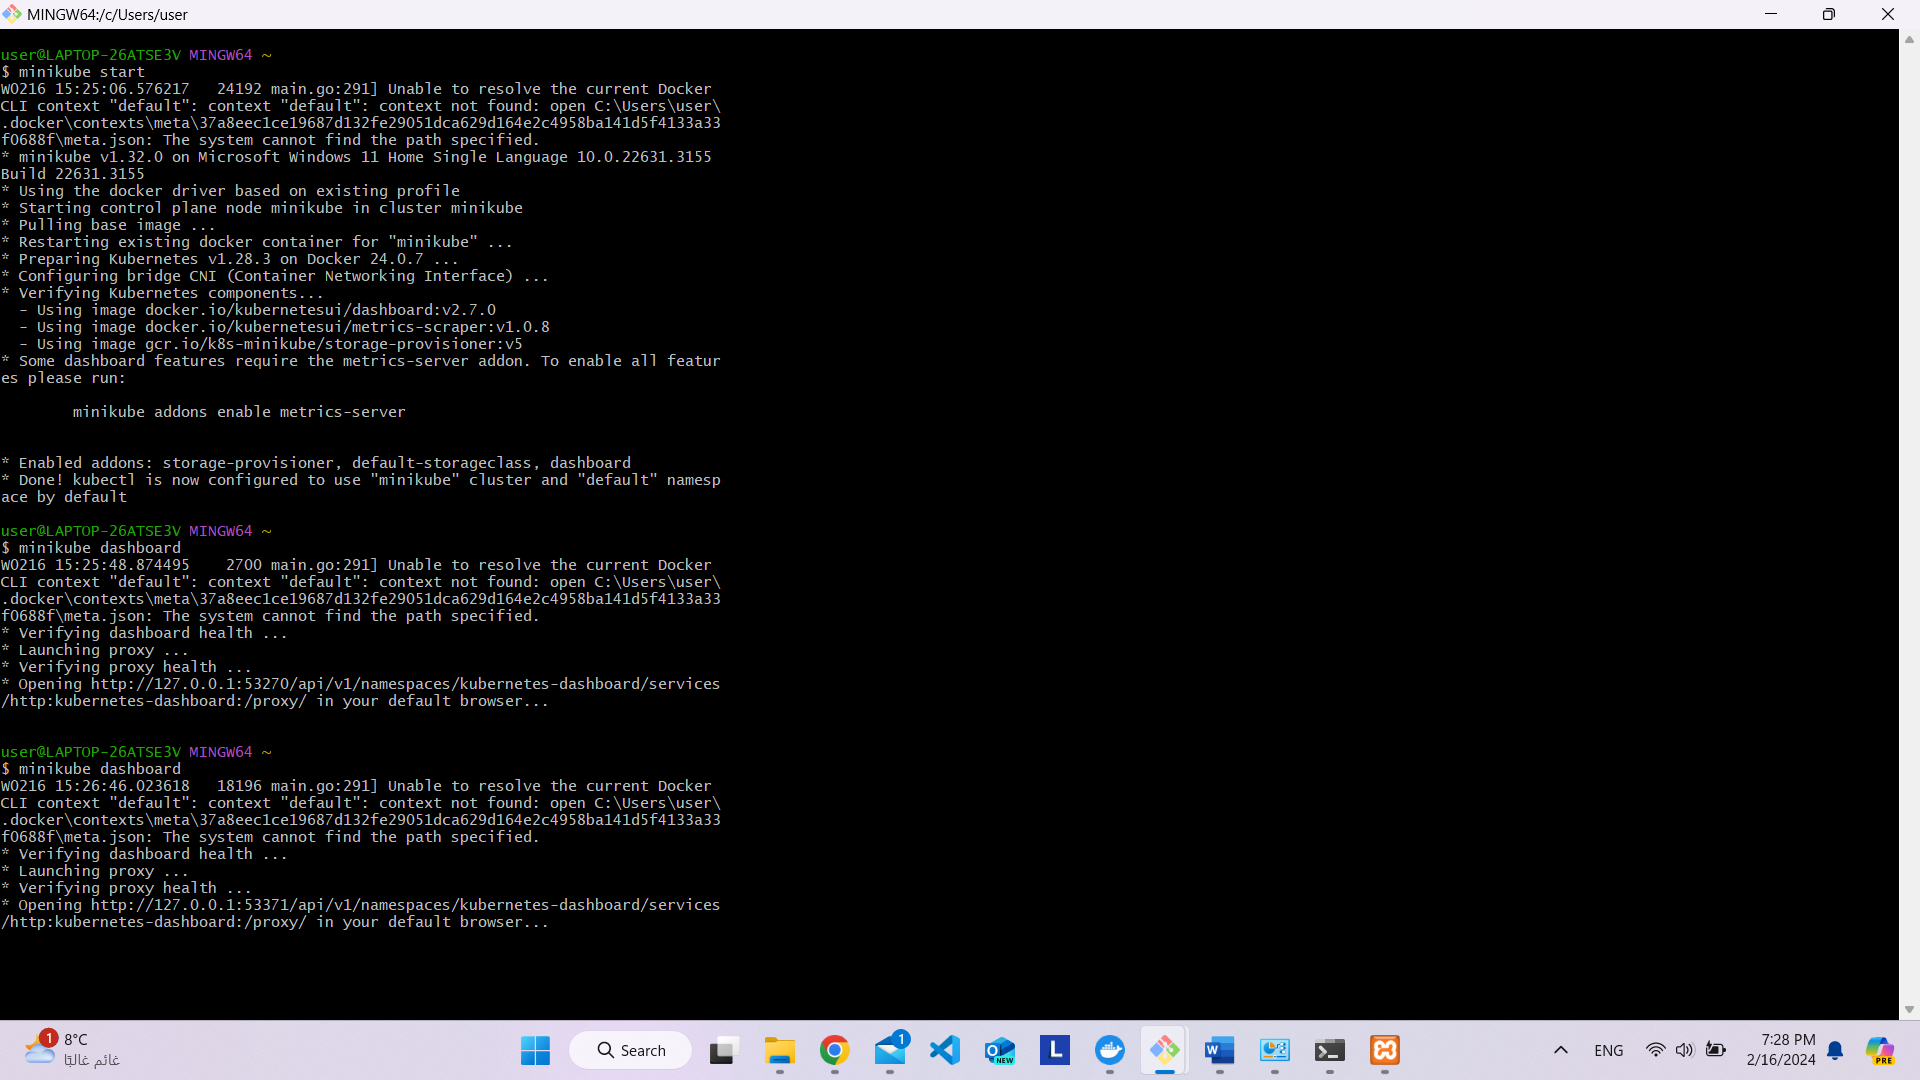 MINGW64:/c/Users/user
user@LAPTOP-26ATSE3V MINGW64 ~
$ minikube start
W0216 15:25:06.576217   24192 main.go:291] Unable to resolve the current Docker
CLI context "default": context "default": context not found: open C:\Users\user\
.docker\contexts\meta\37a8eec1ce19687d132fe29051dca629d164e2c4958ba141d5f4133a33
f0688f\meta.json: The system cannot find the path specified.
* minikube v1.32.0 on Microsoft Windows 11 Home Single Language 10.0.22631.3155
Build 22631.3155
* Using the docker driver based on existing profile
* Starting control plane node minikube in cluster minikube
* Pulling base image ...
* Restarting existing docker container for "minikube" ...
* Preparing Kubernetes v1.28.3 on Docker 24.0.7 ...
* Configuring bridge CNI (Container Networking Interface) ...
* Verifying Kubernetes components...
  - Using image docker.io/kubernetesui/dashboard:v2.7.0
  - Using image docker.io/kubernetesui/metrics-scraper:v1.0.8
  - Using image gcr.io/k8s-minikube/storage-provisioner:v5
* Some dashboard features require the metrics-server addon. To enable all featur
es please run:
        minikube addons enable metrics-server
* Enabled addons: storage-provisioner, default-storageclass, dashboard
* Done! kubectl is now configured to use "minikube" cluster and "default" namesp
ace by default
user@LAPTOP-26ATSE3V MINGW64 ~
$ minikube dashboard
W0216 15:25:48.874495    2700 main.go:291] Unable to resolve the current Docker
CLI context "default": context "default": context not found: open C:\Users\user\
.docker\contexts\meta\37a8eec1ce19687d132fe29051dca629d164e2c4958ba141d5f4133a33
f0688f\meta.json: The system cannot find the path specified.
* Verifying dashboard health ...
* Launching proxy ...
* Verifying proxy health ...
* Opening http://127.0.0.1:53270/api/v1/namespaces/kubernetes-dashboard/services
/http:kubernetes-dashboard:/proxy/ in your default browser...
user@LAPTOP-26ATSE3V MINGW64 ~
$ minikube dashboard
W0216 15:26:46.023618   18196 main.go:291] Unable to resolve the current Docker
CLI context "default": context "default": context not found: open C:\Users\user\
.docker\contexts\meta\37a8eec1ce19687d132fe29051dca629d164e2c4958ba141d5f4133a33
f0688f\meta.json: The system cannot find the path specified.
* Verifying dashboard health ...
* Launching proxy ...
* Verifying proxy health ...
* Opening http://127.0.0.1:53371/api/v1/namespaces/kubernetes-dashboard/services
/http:kubernetes-dashboard:/proxy/ in your default browser...
1
8°C
غائم غالبًا
Search
1
NEW
L
W
ENG
7:28 PM
2/16/2024
PRE